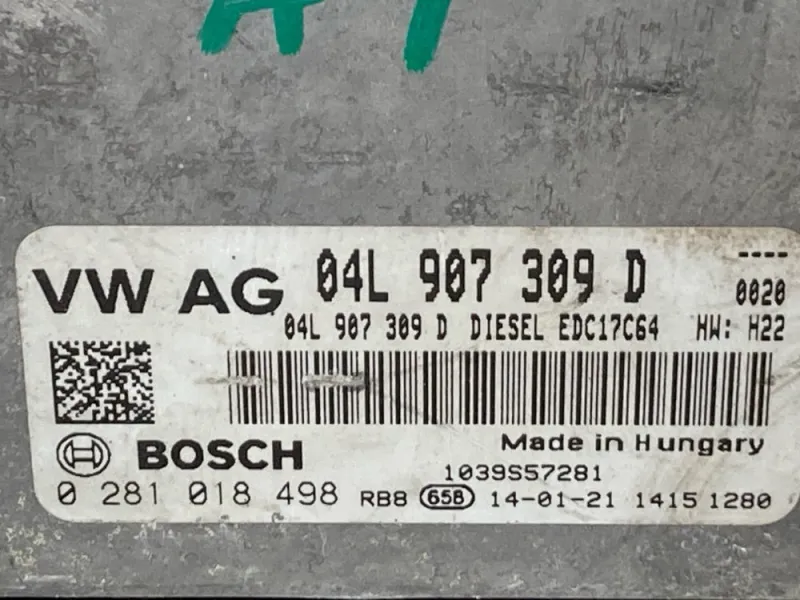 A1
VW AG 04L 907 309 D ----
0020
04L 907 309 D DIESEL EDC17C64 HW: H22
BOSCH Made in Hungary
1039S57281
0 281 018 498 RB8 658 14-01-21 1415 1280